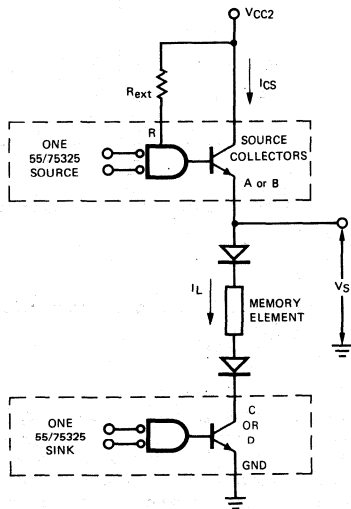 VCC2
ICS
Rext
R
ONE
55/75325
SOURCE
SOURCE
COLLECTORS
A or B
IL
MEMORY
ELEMENT
VS
ONE
55/75325
SINK
C
OR
D
GND